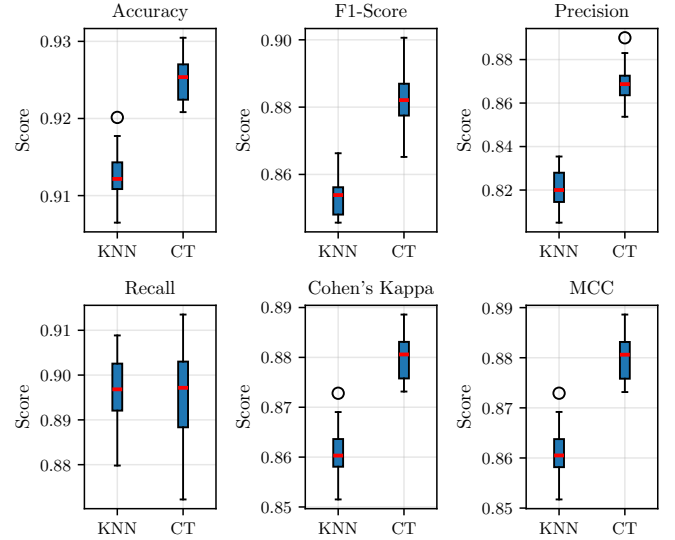 Accuracy
F1-Score
Precision
Score
0.93
0.92
0.91
KNN
CT
Score
0.90
0.88
0.86
KNN
CT
Score
0.88
0.86
0.84
0.82
KNN
CT
Recall
Cohen's Kappa
MCC
Score
0.91
0.90
0.89
0.88
KNN
CT
Score
0.89
0.88
0.87
0.86
0.85
KNN
CT
Score
0.89
0.88
0.87
0.86
0.85
KNN
CT